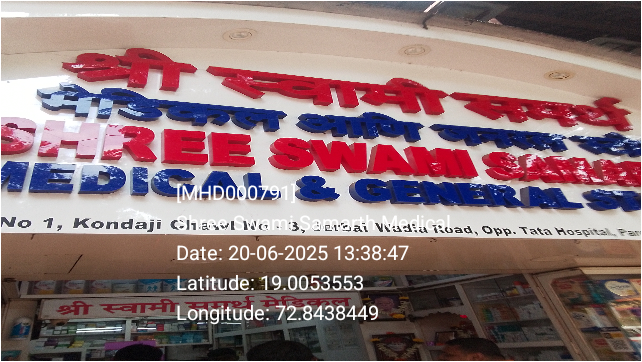 श्री स्वामी समर्थ
मेडिकल आणि जनरल
SHREE SWAMI SAMARTH
MEDICAL & GENERAL ST
No 1, Kondaji Chawl No - 3, Jerbai Wadia Road, Opp. Tata Hospital, Par
[MHD000791]
Shree Swami Samarth Medical
Date: 20-06-2025 13:38:47
Latitude: 19.0053553
Longitude: 72.8438449
श्री स्वामी समर्थ मेडिकल